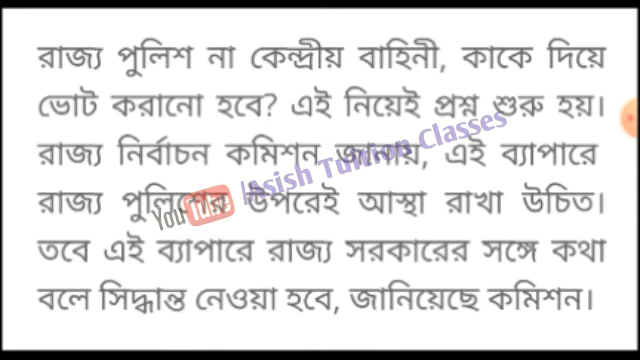 রাজ্য পুলিশ না কেন্দ্রীয় বাহিনী, কাকে দিয়ে
ভোট করানো হবে? এই নিয়েই প্রশ্ন শুরু হয়।
রাজ্য নির্বাচন কমিশন জানায়, এই ব্যাপারে
রাজ্য পুলিশের উপরেই আস্থা রাখা উচিত।
তবে এই ব্যাপারে রাজ্য সরকারের সঙ্গে কথা
বলে সিদ্ধান্ত নেওয়া হবে, জানিয়েছে কমিশন।
YouTube |Asish Tuition Classes